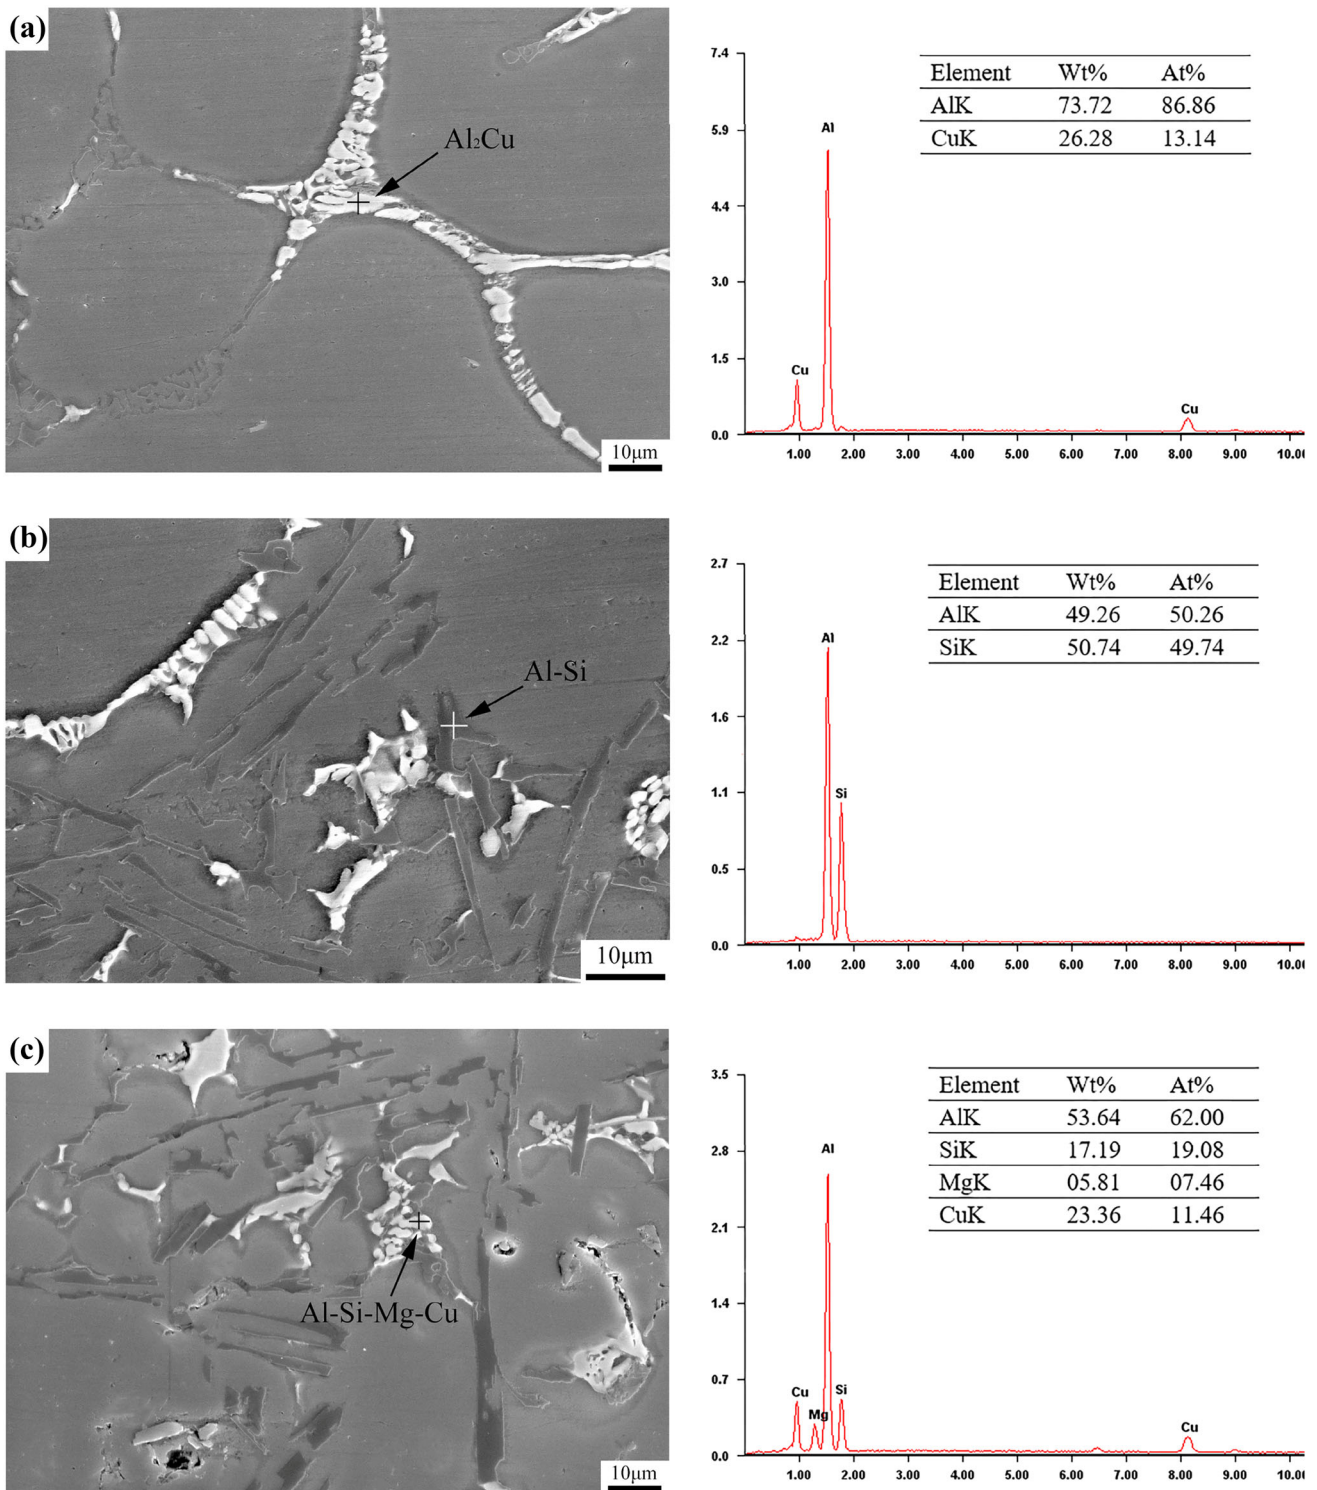 (a)
Al₂Cu
10μm
7.4
5.9
4.4
3.0
1.5
0.0
Al
Cu
Cu
1.00 2.00 3.00 4.00 5.00 6.00 7.00 8.00 9.00 10.0
Element Wt% At%
AlK 73.72 86.86
CuK 26.28 13.14
(b)
Al-Si
10μm
2.7
2.2
1.6
1.1
0.5
0.0
Al
Si
1.00 2.00 3.00 4.00 5.00 6.00 7.00 8.00 9.00 10.0
Element Wt% At%
AlK 49.26 50.26
SiK 50.74 49.74
(c)
Al-Si-Mg-Cu
10μm
3.5
2.8
2.1
1.4
0.7
0.0
Al
Cu
Mg
Si
Cu
1.00 2.00 3.00 4.00 5.00 6.00 7.00 8.00 9.00 10.0
Element Wt% At%
AlK 53.64 62.00
SiK 17.19 19.08
MgK 05.81 07.46
CuK 23.36 11.46